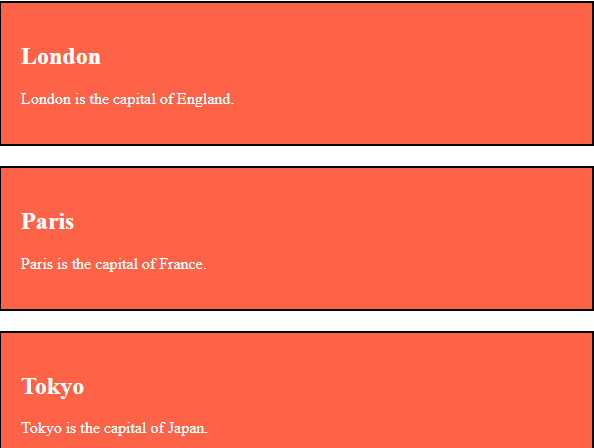 London
London is the capital of England.
Paris
Paris is the capital of France.
Tokyo
Tokyo is the capital of Japan.